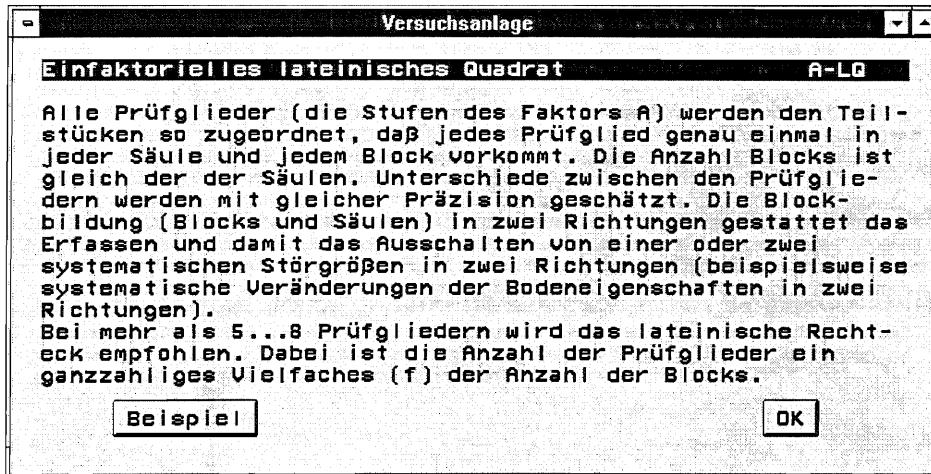 Versuchsanlage
Einfaktorielles lateinisches Quadrat A-LQ
Alle Prüfglieder (die Stufen des Faktors A) werden den Teil-
stücken so zugeordnet, daß jedes Prüfglied genau einmal in
jeder Säule und jedem Block vorkommt. Die Anzahl Blocks ist
gleich der der Säulen. Unterschiede zwischen den Prüfglie-
dern werden mit gleicher Präzision geschätzt. Die Block-
bildung (Blocks und Säulen) in zwei Richtungen gestattet das
Erfassen und damit das Ausschalten von einer oder zwei
systematischen Störgrößen in zwei Richtungen (beispielsweise
systematische Veränderungen der Bodeneigenschaften in zwei
Richtungen).
Bei mehr als 5...8 Prüfgliedern wird das lateinische Recht-
eck empfohlen. Dabei ist die Anzahl der Prüfglieder ein
ganzzahliges Vielfaches (f) der Anzahl der Blocks.
Beispiel OK